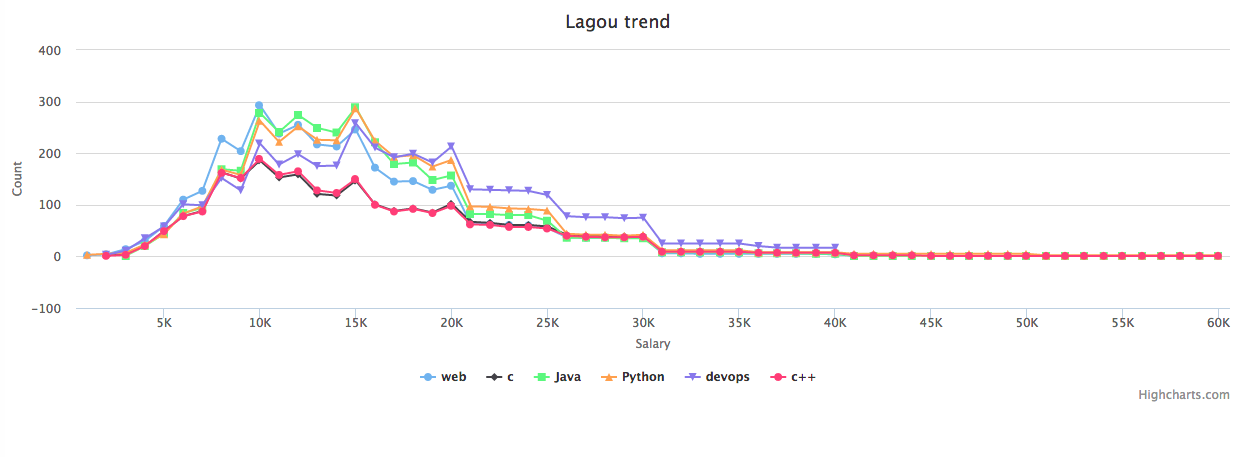 Lagou trend
400
300
200
100
0
−100
Count
5K 10K 15K 20K 25K 30K 35K 40K 45K 50K 55K 60K
Salary
web c Java Python devops c++
Highcharts.com